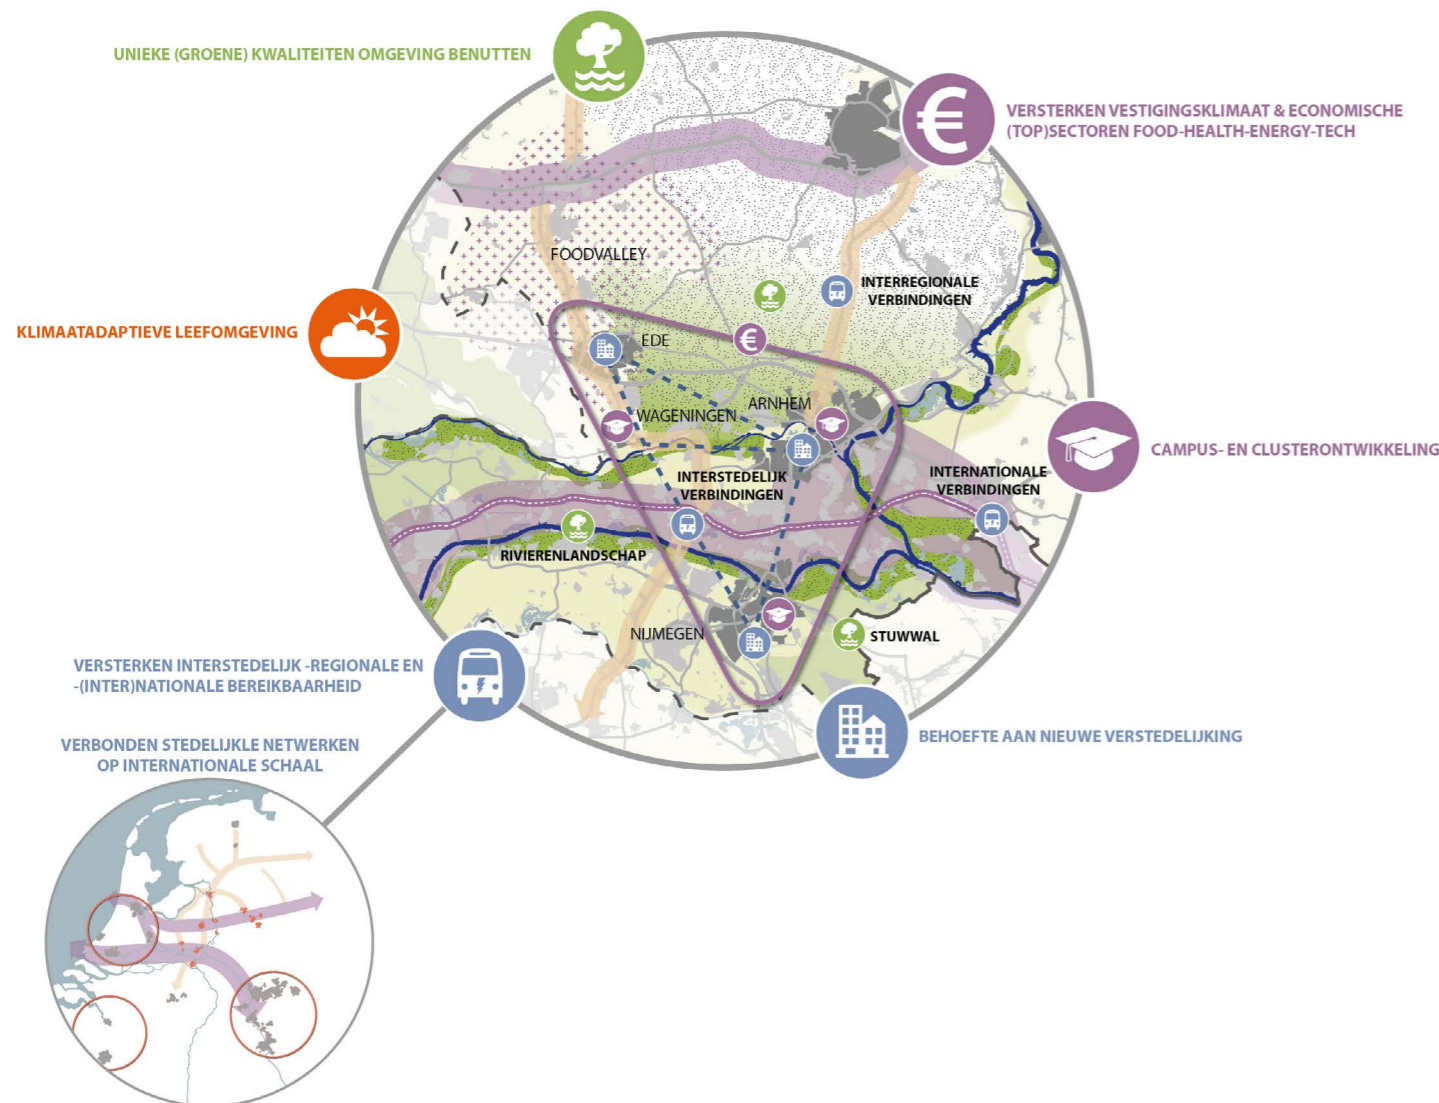 UNIEKE (GROENE) KWALITEITEN OMGEVING BENUTTEN
€
VERSTERKEN VESTIGINGSKLIMAAT & ECONOMISCHE
(TOP)SECTOREN FOOD-HEALTH-ENERGY-TECH
FOODVALLEY
INTERREGIONALE
VERBINDINGEN
KLIMAATADAPTIEVE LEEFOMGEVING
EDE
€
WAGENINGEN
ARNHEM
CAMPUS- EN CLUSTERONTWIKKELING
INTERSTEDELIJK
VERBINDINGEN
INTERNATIONALE
VERBINDINGEN
RIVIERENLANDSCHAP
NIJMEGEN
STUWWAL
VERSTERKEN INTERSTEDELIJK -REGIONALE EN
-(INTER)NATIONALE BEREIKBAARHEID
BEHOEFTE AAN NIEUWE VERSTEDELIJKING
VERBONDEN STEDELIJKLE NETWERKEN
OP INTERNATIONALE SCHAAL